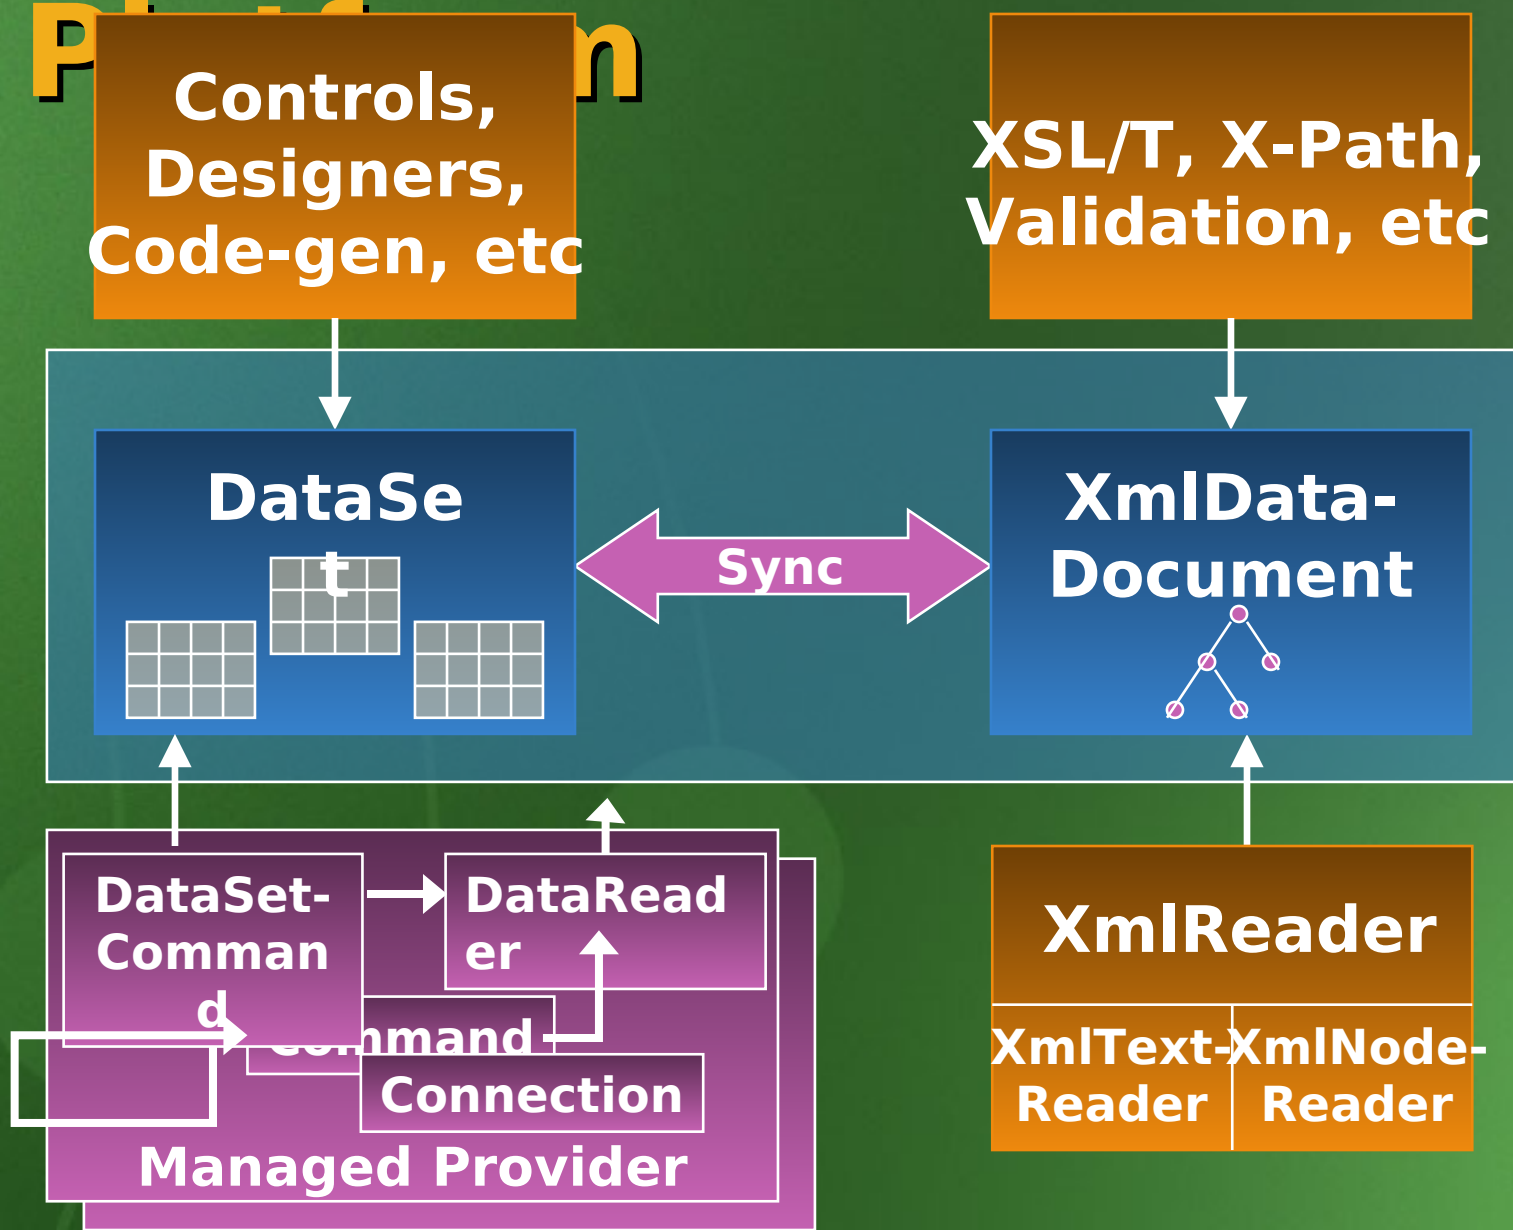 Controls,
Designers,
Code-gen, etc
XSL/T, X-Path,
Validation, etc
DataSe
t
Sync
XmlData-
Document
DataSet-
Comman
d
DataRead
er
Connection
Managed Provider
XmlReader
XmlText-
Reader
XmlNode-
Reader